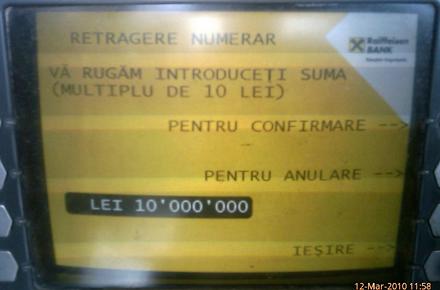 RETRAGERE NUMERAR
Raiffeisen
BANK
VĂ RUGĂM INTRODUCEŢI SUMA
(MULTIPLU DE 10 LEI)
PENTRU CONFIRMARE -->
PENTRU ANULARE -->
LEI 10'000'000
IEŞIRE -->
12-Mar-2010 11:58